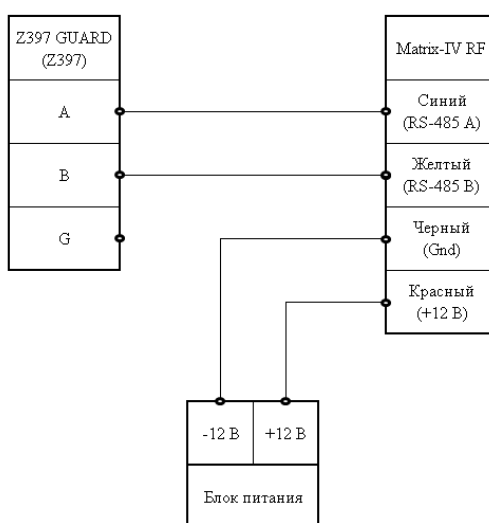 Z397 GUARD
(Z397)
A
B
G
Matrix-IV RF
Синий
(RS-485 A)
Желтый
(RS-485 B)
Черный
(Gnd)
Красный
(+12 В)
-12 В
+12 В
Блок питания